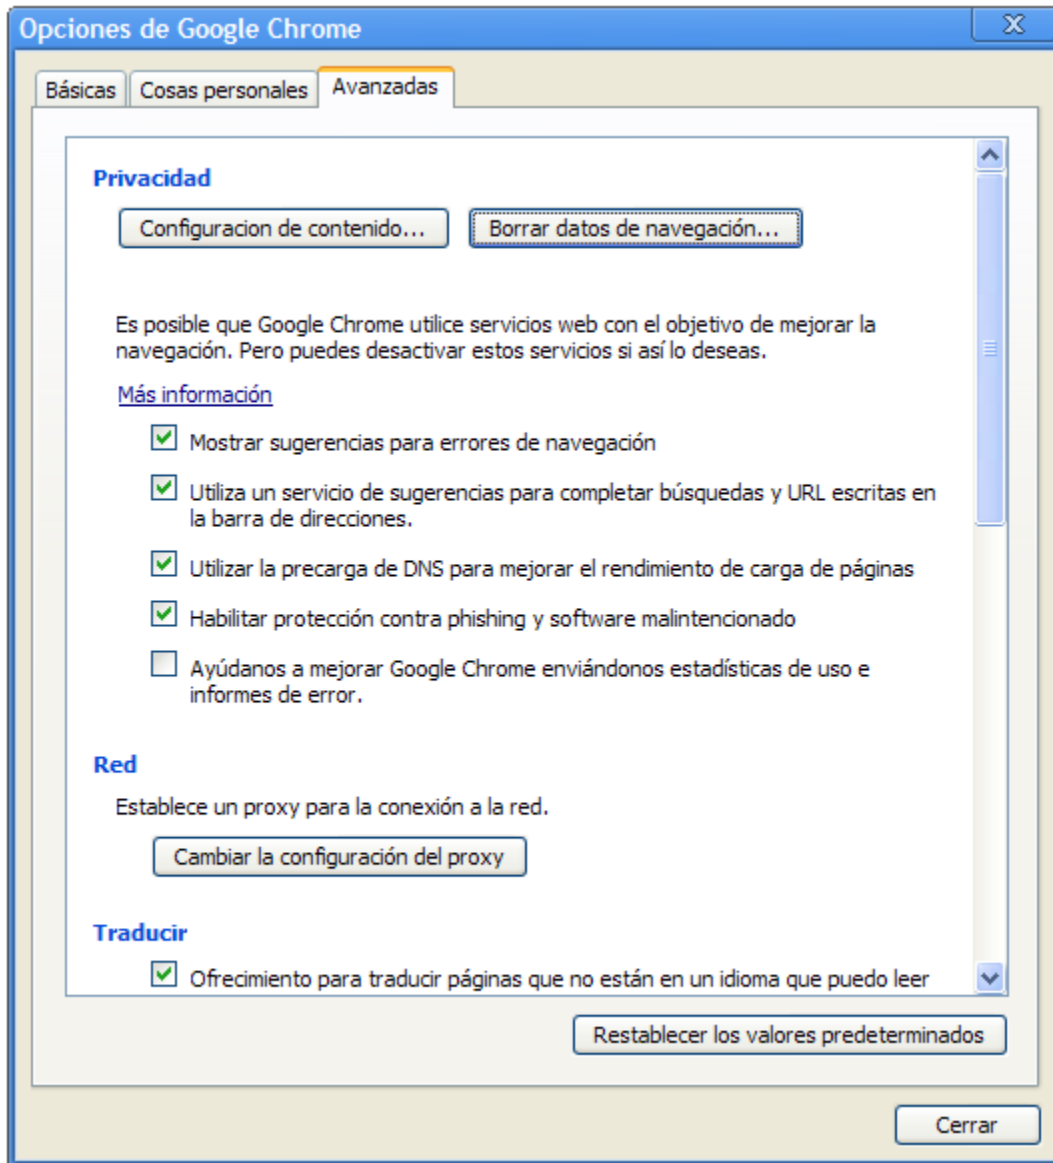 Opciones de Google Chrome
Básicas
Cosas personales
Avanzadas
Privacidad
Configuracion de contenido...
Borrar datos de navegación...
Es posible que Google Chrome utilice servicios web con el objetivo de mejorar la
navegación. Pero puedes desactivar estos servicios si así lo deseas.
Más información
Mostrar sugerencias para errores de navegación
Utiliza un servicio de sugerencias para completar búsquedas y URL escritas en
la barra de direcciones.
Utilizar la precarga de DNS para mejorar el rendimiento de carga de páginas
Habilitar protección contra phishing y software malintencionado
Ayúdanos a mejorar Google Chrome enviándonos estadísticas de uso e
informes de error.
Red
Establece un proxy para la conexión a la red.
Cambiar la configuración del proxy
Traducir
Ofrecimiento para traducir páginas que no están en un idioma que puedo leer
Restablecer los valores predeterminados
Cerrar